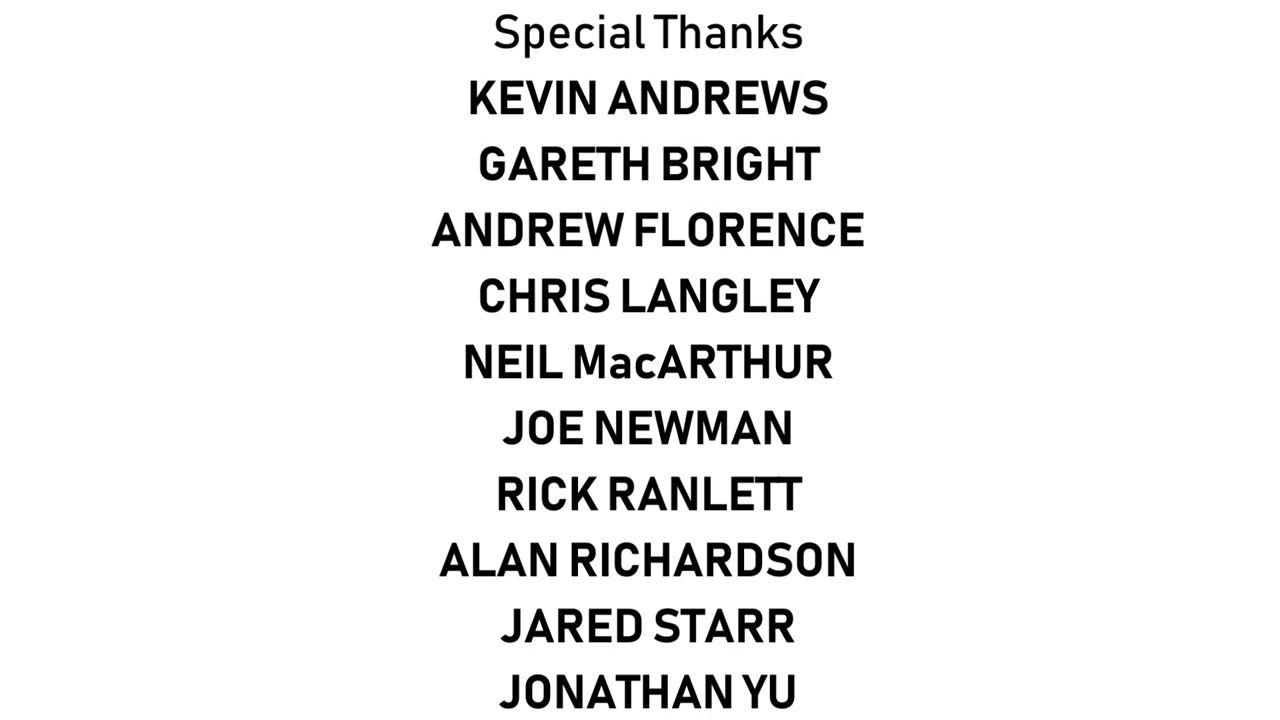 Special Thanks
KEVIN ANDREWS
GARETH BRIGHT
ANDREW FLORENCE
CHRIS LANGLEY
NEIL MacARTHUR
JOE NEWMAN
RICK RANLETT
ALAN RICHARDSON
JARED STARR
JONATHAN YU